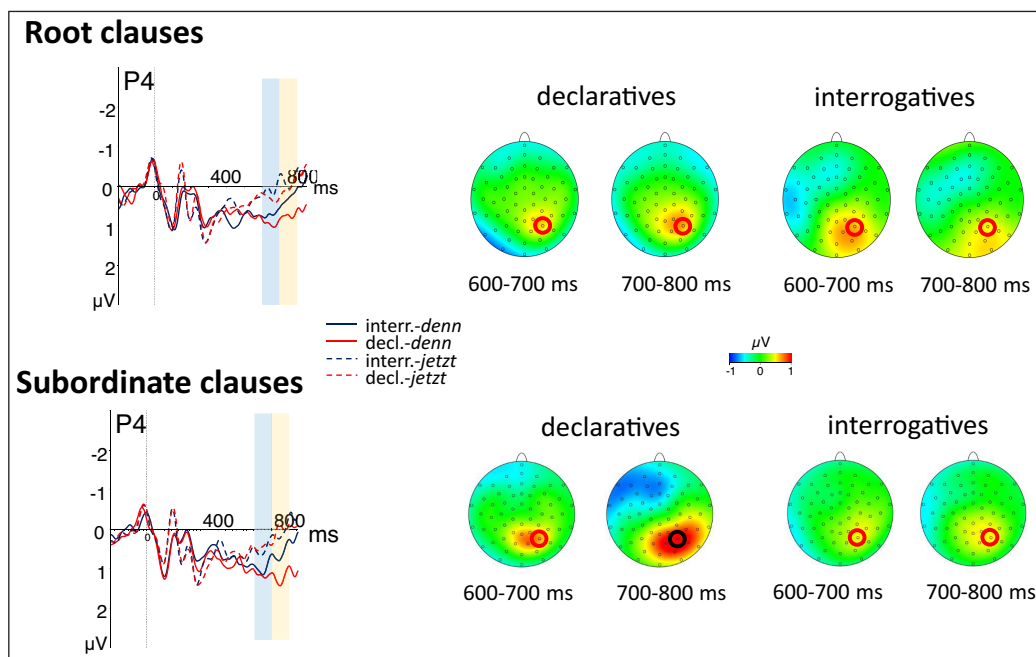 Root clauses
P4
-2
-1
0
1
2
µV
0
400
800
ms
declaratives
interrogatives
600-700 ms
700-800 ms
600-700 ms
700-800 ms
interr.-denn
decl.-denn
interr.-jetzt
decl.-jetzt
µV
-1
0
1
Subordinate clauses
P4
-2
-1
0
1
2
µV
0
400
800
ms
declaratives
interrogatives
600-700 ms
700-800 ms
600-700 ms
700-800 ms